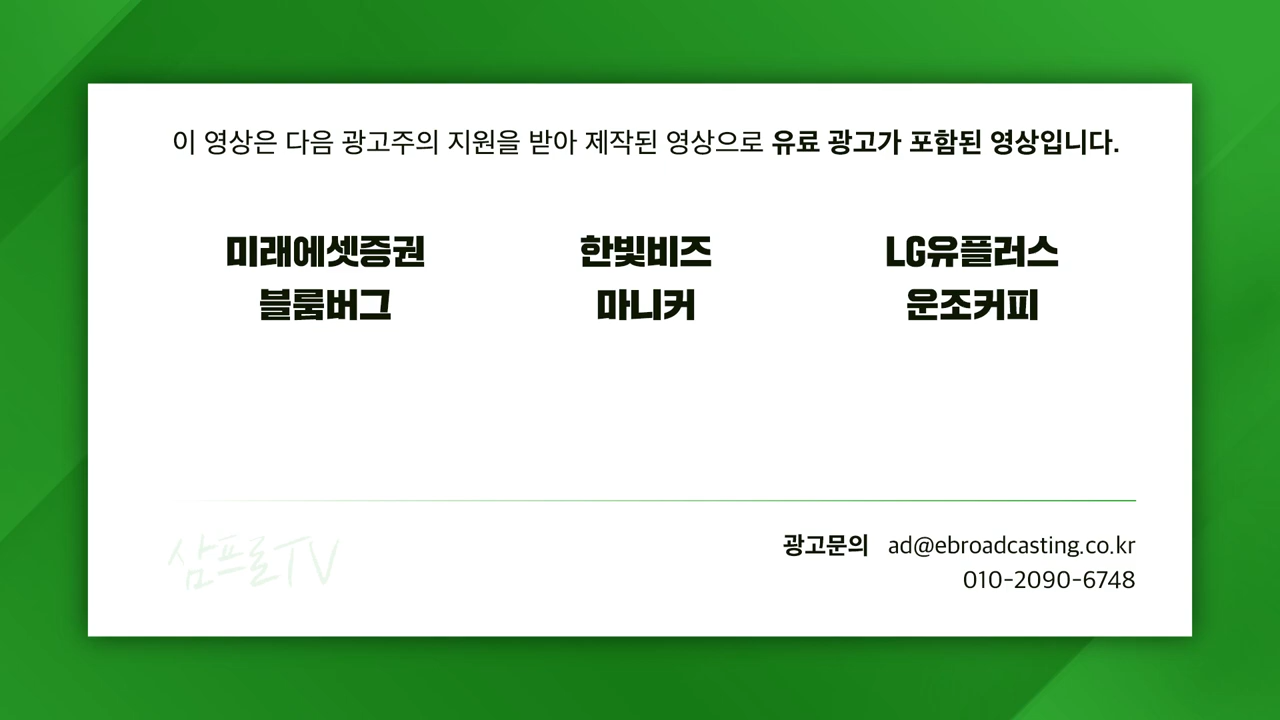 이 영상은 다음 광고주의 지원을 받아 제작된 영상으로 유료 광고가 포함된 영상입니다.
미래에셋증권 한빛비즈 LG유플러스
블룸버그 마니커 운조커피
삼프로TV
광고문의 ad@ebroadcasting.co.kr
010-2090-6748